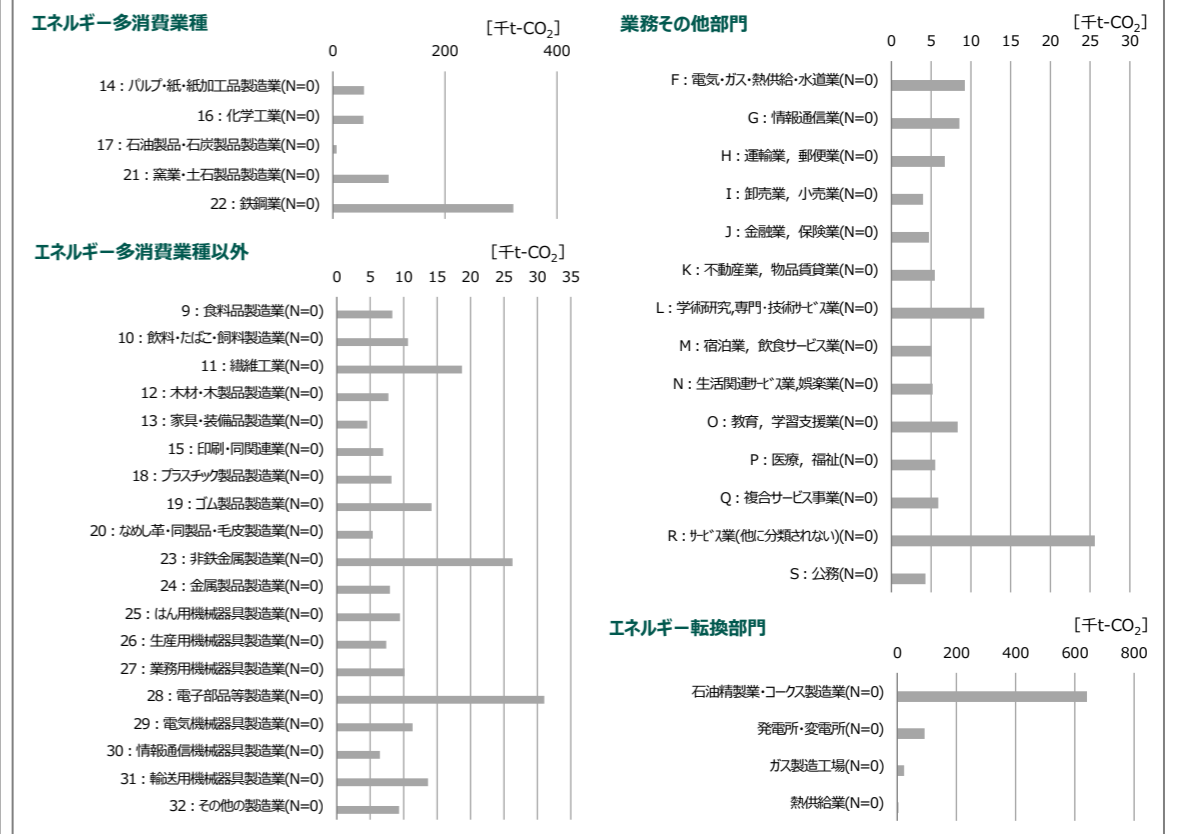 エネルギー多消費業種
[千t-CO2]
0 200 400
14:パルプ・紙・紙加工品製造業(N=0)
16:化学工業(N=0)
17:石油製品・石炭製品製造業(N=0)
21:窯業・土石製品製造業(N=0)
22:鉄鋼業(N=0)
エネルギー多消費業種以外
[千t-CO2]
0 5 10 15 20 25 30 35
9:食料品製造業(N=0)
10:飲料・たばこ・飼料製造業(N=0)
11:繊維工業(N=0)
12:木材・木製品製造業(N=0)
13:家具・装備品製造業(N=0)
15:印刷・同関連業(N=0)
18:プラスチック製品製造業(N=0)
19:ゴム製品製造業(N=0)
20:なめし革・同製品・毛皮製造業(N=0)
23:非鉄金属製造業(N=0)
24:金属製品製造業(N=0)
25:はん用機械器具製造業(N=0)
26:生産用機械器具製造業(N=0)
27:業務用機械器具製造業(N=0)
28:電子部品等製造業(N=0)
29:電気機械器具製造業(N=0)
30:情報通信機械器具製造業(N=0)
31:輸送用機械器具製造業(N=0)
32:その他の製造業(N=0)
業務その他部門
[千t-CO2]
0 5 10 15 20 25 30
F:電気・ガス・熱供給・水道業(N=0)
G:情報通信業(N=0)
H:運輸業，郵便業(N=0)
I:卸売業，小売業(N=0)
J:金融業，保険業(N=0)
K:不動産業，物品賃貸業(N=0)
L:学術研究,専門・技術サービス業(N=0)
M:宿泊業，飲食サービス業(N=0)
N:生活関連サービス業,娯楽業(N=0)
O:教育，学習支援業(N=0)
P:医療，福祉(N=0)
Q:複合サービス事業(N=0)
R:サービス業(他に分類されない)(N=0)
S:公務(N=0)
エネルギー転換部門
[千t-CO2]
0 200 400 600 800
石油精製業・コークス製造業(N=0)
発電所・変電所(N=0)
ガス製造工場(N=0)
熱供給業(N=0)